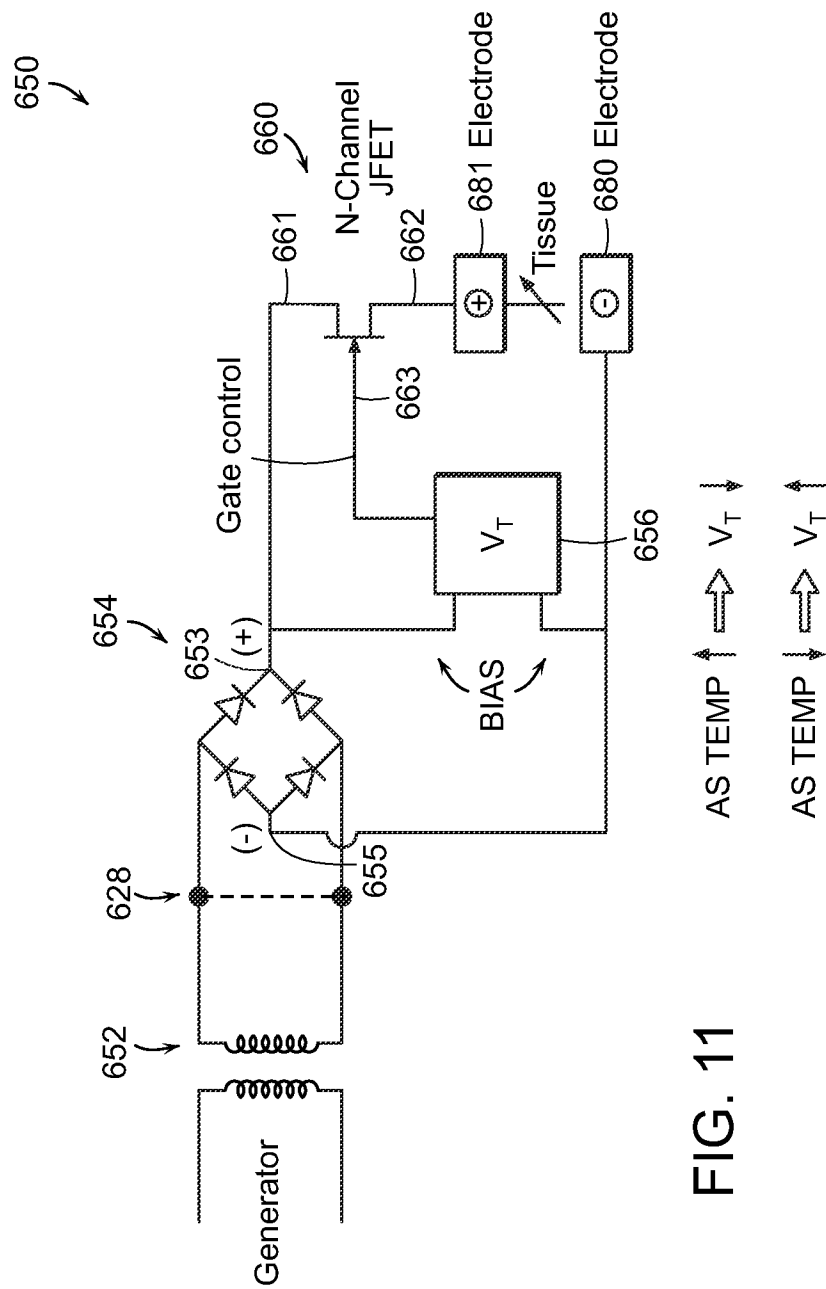 650
660
N-Channel
JFET
661
662
681 Electrode
+
Tissue
680 Electrode
-
Gate control
663
V_T
656
654
653
(+)
BIAS
(-)
655
628
652
Generator
AS TEMP ↑ ⇨ V_T ↓
AS TEMP ↓ ⇨ V_T ↑
FIG. 11